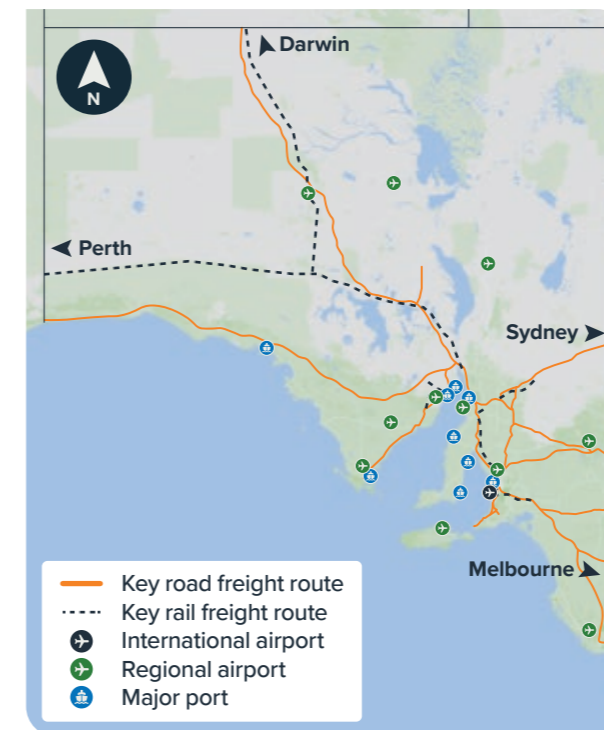 Darwin
N
Perth
Sydney
Melbourne
Key road freight route
Key rail freight route
International airport
Regional airport
Major port